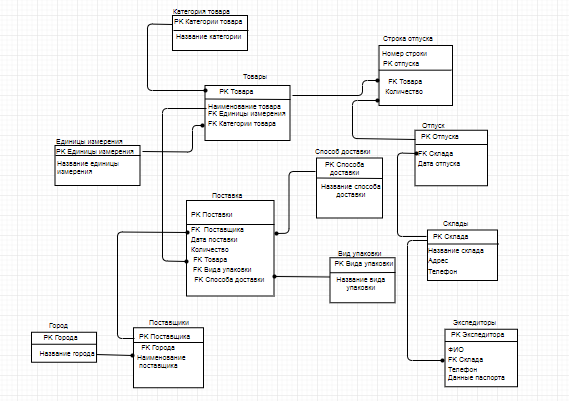 Категория товара
PK Категории товара
Название категории
Строка отпуска
Номер строки
PK отпуска
FK Товара
Количество
Товары
PK Товара
Наименование товара
FK Единицы измерения
FK Категории товара
Отпуск
PK Отпуска
FK Склада
Дата отпуска
Единицы измерения
PK Единицы измерения
Название единицы
измерения
Способ доставки
PK Способа
доставки
Название способа
доставки
Поставка
PK Поставки
FK Поставщика
Дата поставки
Количество
FK Товара
FK Вида упаковки
FK Способа доставки
Склады
PK Склада
Название склада
Адрес
Телефон
Вид упаковки
PK Вида упаковки
Название вида
упаковки
Город
PK Города
Название города
Поставщики
PK Поставщика
FK Города
Наименование
поставщика
Экспедиторы
PK Экспедитора
ФИО
FK Склада
Телефон
Данные паспорта